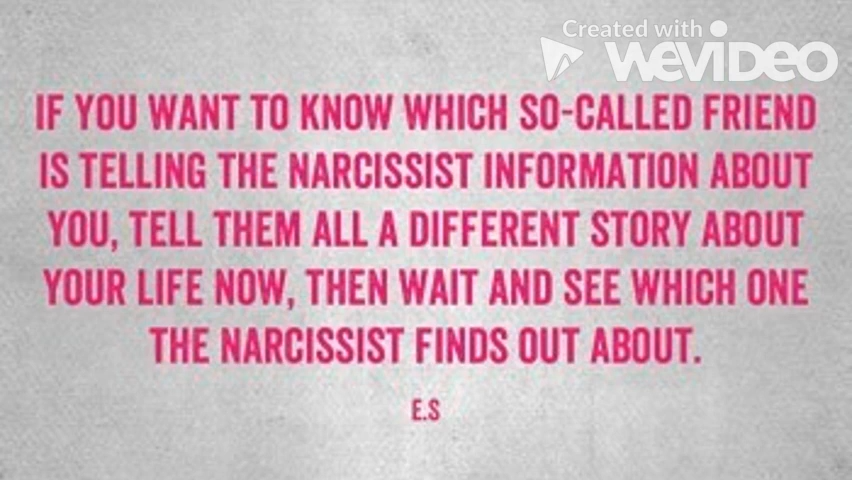 Created with
WEVIDEO
IF YOU WANT TO KNOW WHICH SO-CALLED FRIEND
IS TELLING THE NARCISSIST INFORMATION ABOUT
YOU, TELL THEM ALL A DIFFERENT STORY ABOUT
YOUR LIFE NOW, THEN WAIT AND SEE WHICH ONE
THE NARCISSIST FINDS OUT ABOUT.
E.S